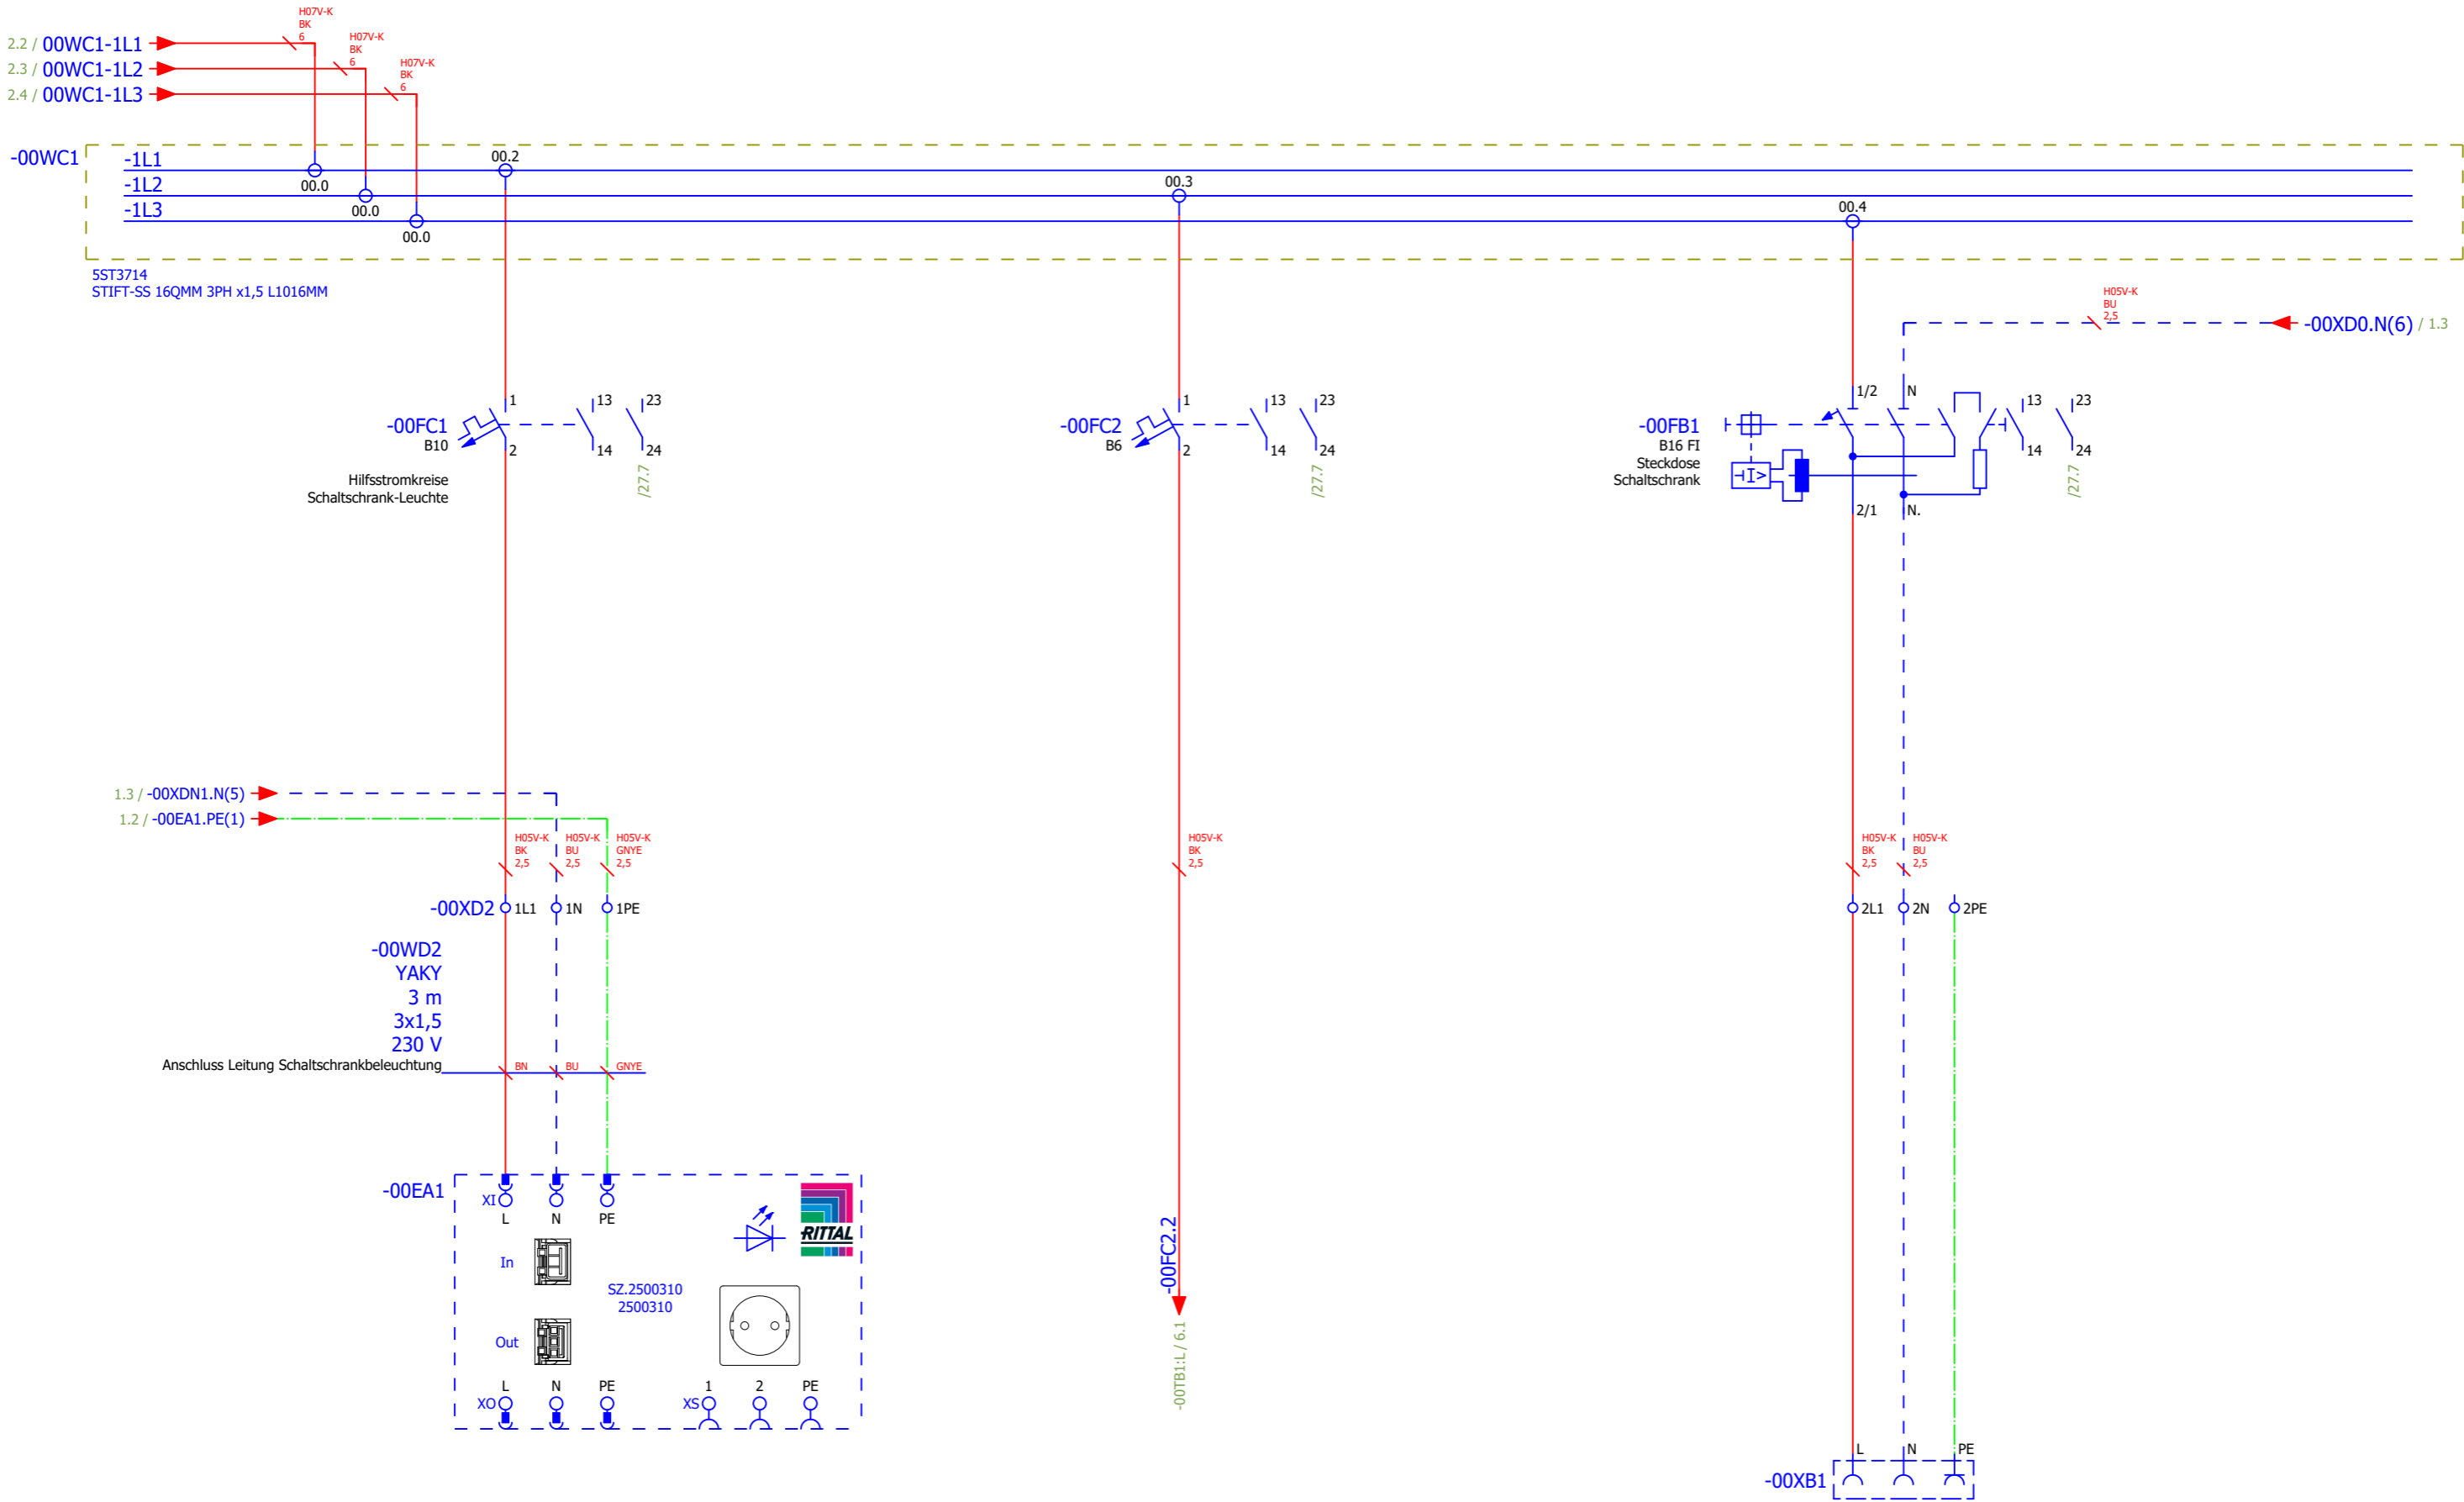 H07V-K
BK
6
2.2 / 00WC1-1L1
H07V-K
BK
6
2.3 / 00WC1-1L2
H07V-K
BK
6
2.4 / 00WC1-1L3
-00WC1
-1L1
-1L2
-1L3
00.0
00.0
00.0
00.2
00.3
00.4
5ST3714
STIFT-SS 16QMM 3PH x1,5 L1016MM
H05V-K
BU
2,5
-00XD0.N(6) / 1.3
-00FC1
B10
1
2
13
14
23
24
/27.7
Hilfsstromkreise
Schaltschrank-Leuchte
-00FC2
B6
1
2
13
14
23
24
/27.7
-00FB1
B16 FI
Steckdose
Schaltschrank
1/2
N
2/1
N.
13
14
23
24
/27.7
1.3 / -00XDN1.N(5)
1.2 / -00EA1.PE(1)
H05V-K
BK
2,5
H05V-K
BU
2,5
H05V-K
GNYE
2,5
H05V-K
BK
2,5
H05V-K
BK
2,5
H05V-K
BU
2,5
-00XD2
1L1
1N
1PE
2L1
2N
2PE
-00WD2
YAKY
3 m
3x1,5
230 V
Anschluss Leitung Schaltschrankbeleuchtung
BN
BU
GNYE
-00EA1
XI
L
N
PE
RITTAL
In
SZ.2500310
2500310
Out
L
N
PE
XO
1
2
PE
XS
-00FC2.2
-00TB1:L / 6.1
-00XB1
L
N
PE